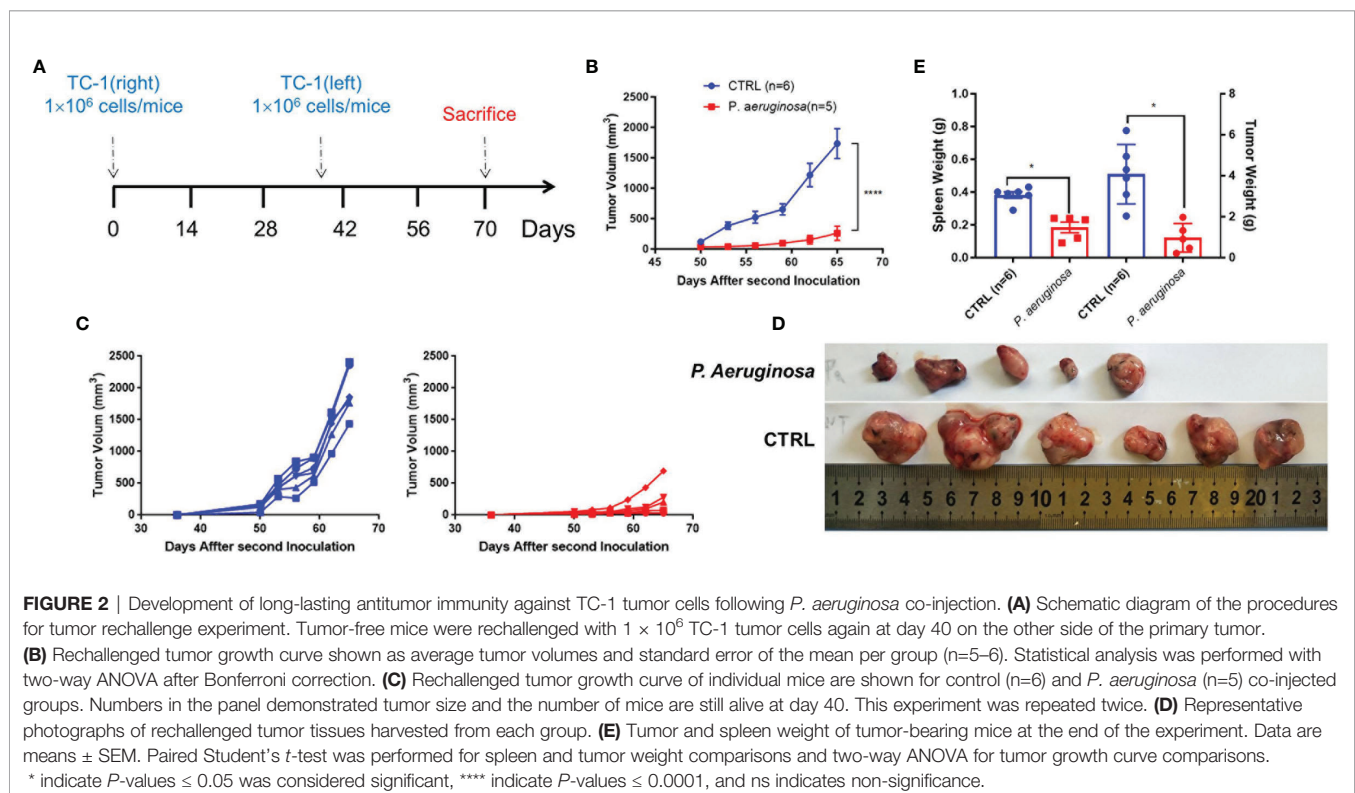 A
TC-1(right)
1×10⁶ cells/mice
TC-1(left)
1×10⁶ cells/mice
Sacrifice
0 14 28 42 56 70 Days
B
CTRL (n=6)
P. aeruginosa(n=5)
Tumor Volum (mm³)
2500
2000
1500
1000
500
0
****
45 50 55 60 65 70
Days Affter second Inoculation
E
Spleen Weight (g)
1.0
0.8
0.6
0.4
0.2
0.0
*
*
8
6
4
2
0
Tumor Weight (g)
CTRL (n=6)
P. aeruginosa
CTRL (n=6)
P. aeruginosa
C
Tumor Volum (mm³)
2500
2000
1500
1000
500
0
30 40 50 60 70
Days Affter second Inoculation
Tumor Volum (mm³)
2500
2000
1500
1000
500
0
30 40 50 60 70
Days Affter second Inoculation
D
P. Aeruginosa
CTRL
1 2 3 4 5 6 7 8 9 10 1 2 3 4 5 6 7 8 9 20 1 2 3
FIGURE 2 | Development of long-lasting antitumor immunity against TC-1 tumor cells following P. aeruginosa co-injection. (A) Schematic diagram of the procedures
for tumor rechallenge experiment. Tumor-free mice were rechallenged with 1 × 10⁶ TC-1 tumor cells again at day 40 on the other side of the primary tumor.
(B) Rechallenged tumor growth curve shown as average tumor volumes and standard error of the mean per group (n=5–6). Statistical analysis was performed with
two-way ANOVA after Bonferroni correction. (C) Rechallenged tumor growth curve of individual mice are shown for control (n=6) and P. aeruginosa (n=5) co-injected
groups. Numbers in the panel demonstrated tumor size and the number of mice are still alive at day 40. This experiment was repeated twice. (D) Representative
photographs of rechallenged tumor tissues harvested from each group. (E) Tumor and spleen weight of tumor-bearing mice at the end of the experiment. Data are
means ± SEM. Paired Student's t-test was performed for spleen and tumor weight comparisons and two-way ANOVA for tumor growth curve comparisons.
* indicate P-values ≤ 0.05 was considered significant, **** indicate P-values ≤ 0.0001, and ns indicates non-significance.